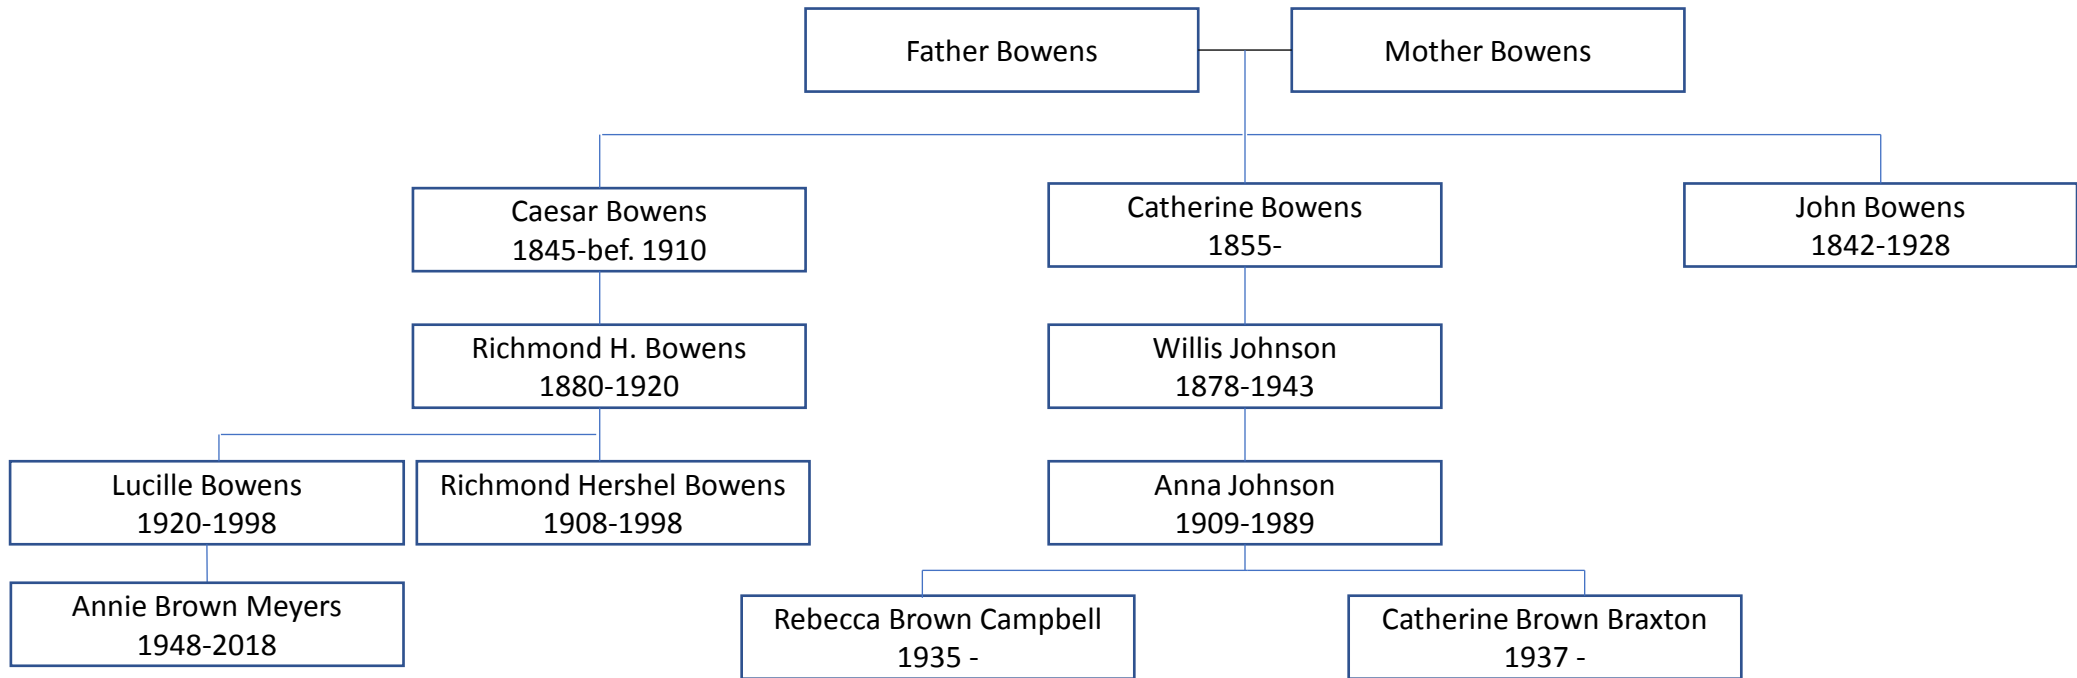 Father Bowens
Mother Bowens
Caesar Bowens
1845-bef. 1910
Catherine Bowens
1855-
John Bowens
1842-1928
Richmond H. Bowens
1880-1920
Willis Johnson
1878-1943
Lucille Bowens
1920-1998
Richmond Hershel Bowens
1908-1998
Anna Johnson
1909-1989
Annie Brown Meyers
1948-2018
Rebecca Brown Campbell
1935 -
Catherine Brown Braxton
1937 -